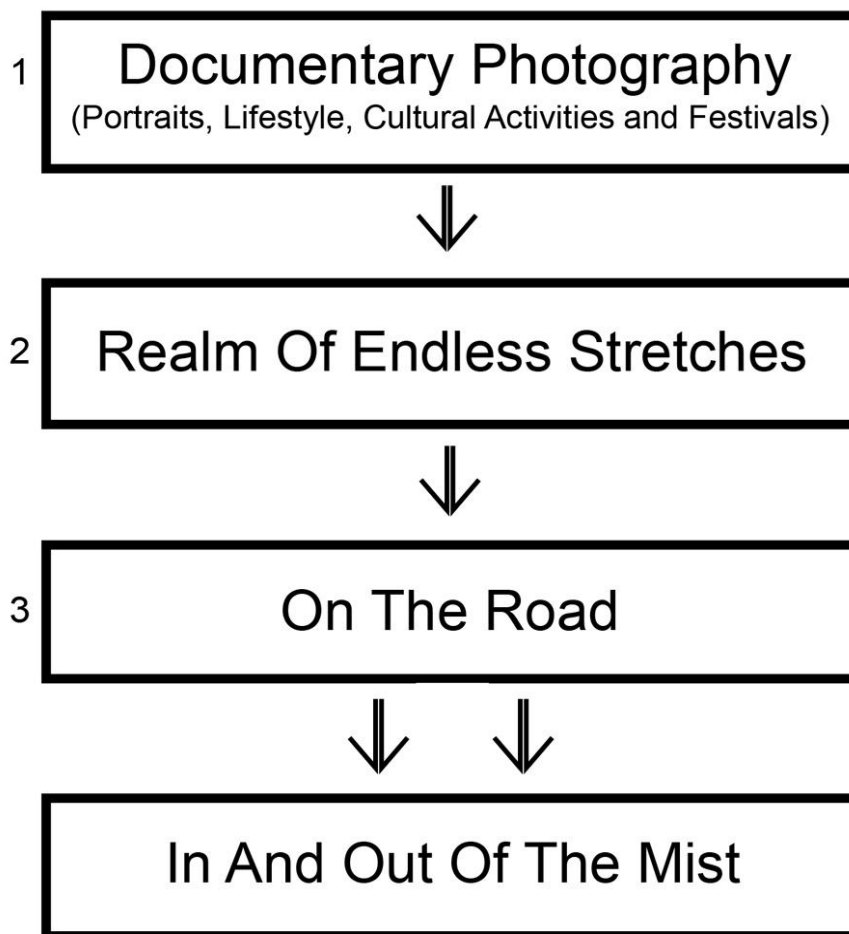 1
Documentary Photography
(Portraits, Lifestyle, Cultural Activities and Festivals)
2
Realm Of Endless Stretches
3
On The Road
In And Out Of The Mist